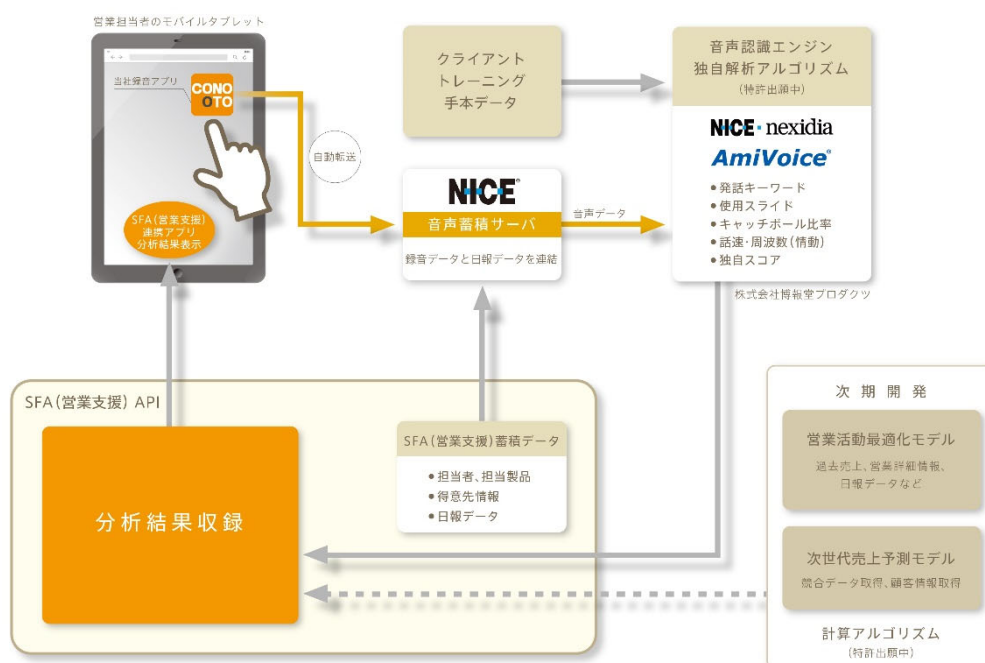 営業担当者のモバイルタブレット
当社録音アプリ
CONO
OTO
SFA(営業支援)
連携アプリ
分析結果表示
自動転送
クライアント
トレーニング
手本データ
NICE®
音声蓄積サーバ
録音データと日報データを連結
音声データ
音声認識エンジン
独自解析アルゴリズム
(特許出願中)
NICE・nexidia
AmiVoice®
●発話キーワード
●使用スライド
●キャッチボール比率
●話速・周波数(情動)
●独自スコア
株式会社博報堂プロダクツ
SFA(営業支援) API
分析結果収録
SFA(営業支援)蓄積データ
●担当者、担当製品
●得意先情報
●日報データ
次期開発
営業活動最適化モデル
過去売上、営業詳細情報、
日報データなど
次世代売上予測モデル
競合データ取得、顧客情報取得
計算アルゴリズム
(特許出願中)